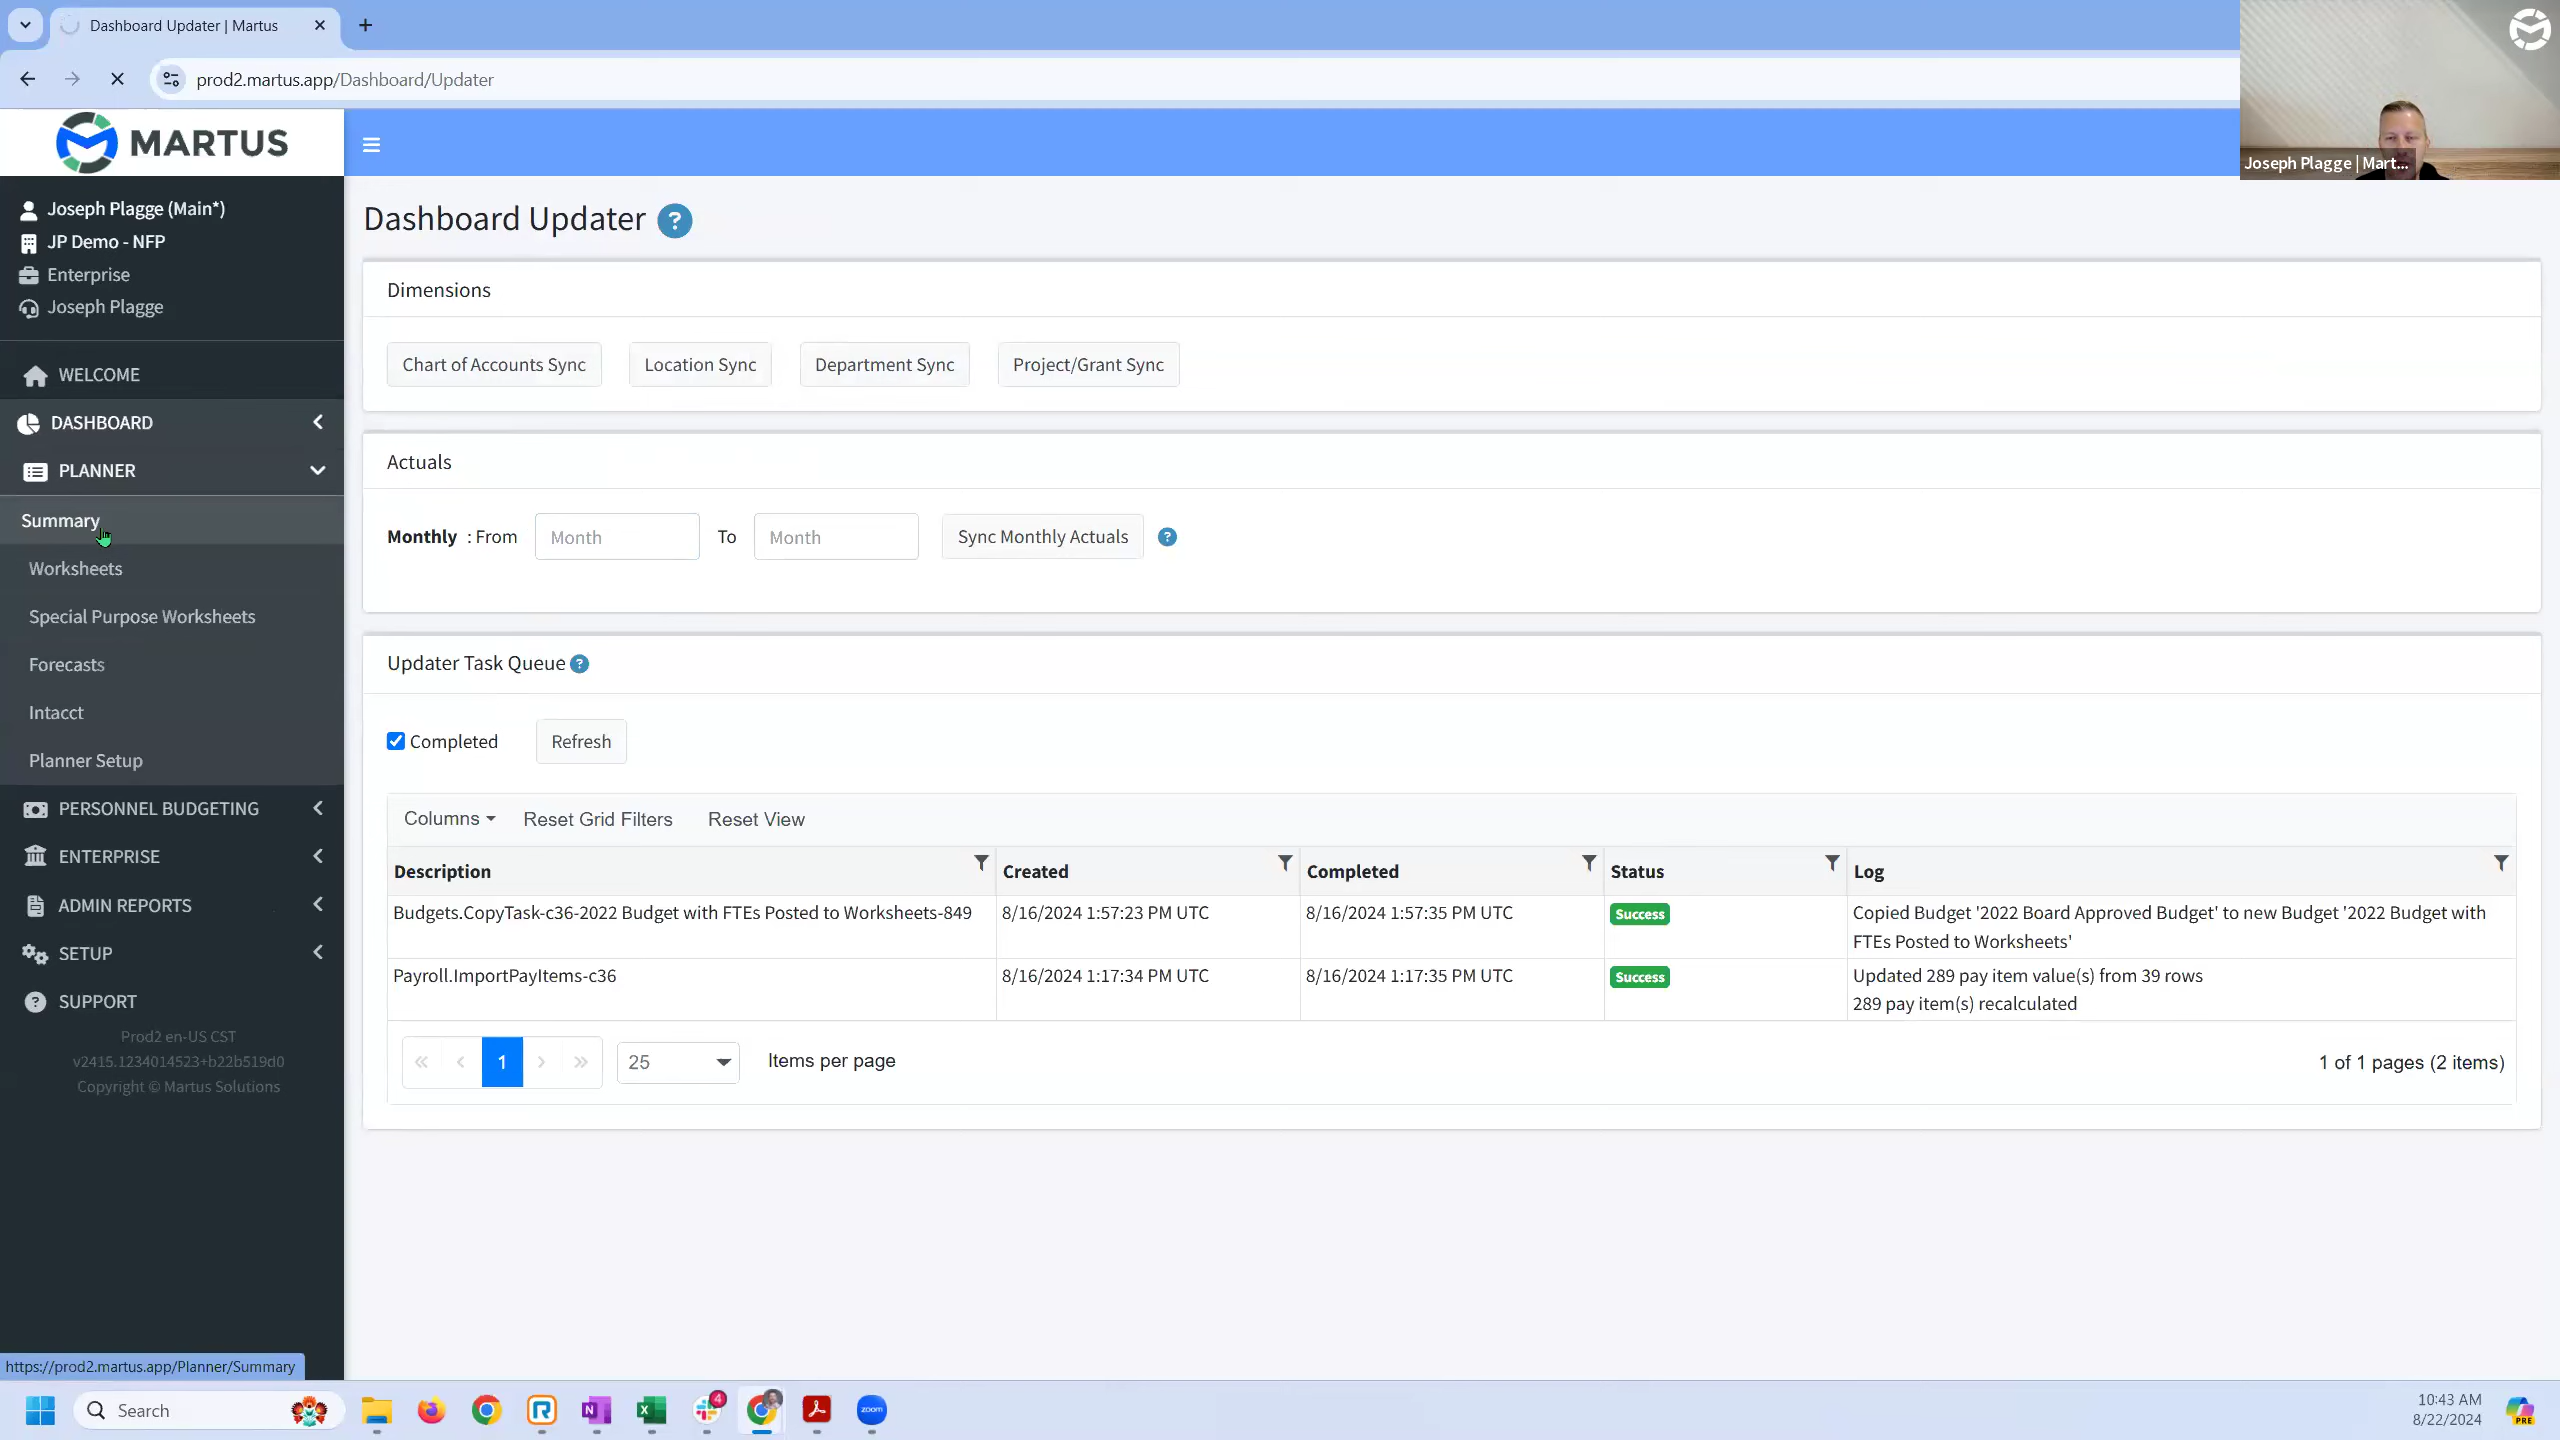 Dashboard Updater | Martus
prod2.martus.app/Dashboard/Updater
MARTUS
Joseph Plagge | Mart...
Joseph Plagge (Main*)
JP Demo - NFP
Enterprise
Joseph Plagge
WELCOME
DASHBOARD
PLANNER
Summary
Worksheets
Special Purpose Worksheets
Forecasts
Intacct
Planner Setup
PERSONNEL BUDGETING
ENTERPRISE
ADMIN REPORTS
SETUP
SUPPORT
Prod2 en-US CST
v2415.1234014523+b22b519d0
Copyright © Martus Solutions
https://prod2.martus.app/Planner/Summary
Dashboard Updater ?
Dimensions
Chart of Accounts Sync Location Sync Department Sync Project/Grant Sync
Actuals
Monthly : From Month To Month Sync Monthly Actuals ?
Updater Task Queue ?
Completed Refresh
Columns Reset Grid Filters Reset View
Description Created Completed Status Log
Budgets.CopyTask-c36-2022 Budget with FTEs Posted to Worksheets-849 8/16/2024 1:57:23 PM UTC 8/16/2024 1:57:35 PM UTC Success Copied Budget '2022 Board Approved Budget' to new Budget '2022 Budget with
FTEs Posted to Worksheets'
Payroll.ImportPayItems-c36 8/16/2024 1:17:34 PM UTC 8/16/2024 1:17:35 PM UTC Success Updated 289 pay item value(s) from 39 rows
289 pay item(s) recalculated
« ‹ 1 › » 25 Items per page 1 of 1 pages (2 items)
Search
4
zoom
10:43 AM
8/22/2024
PRE